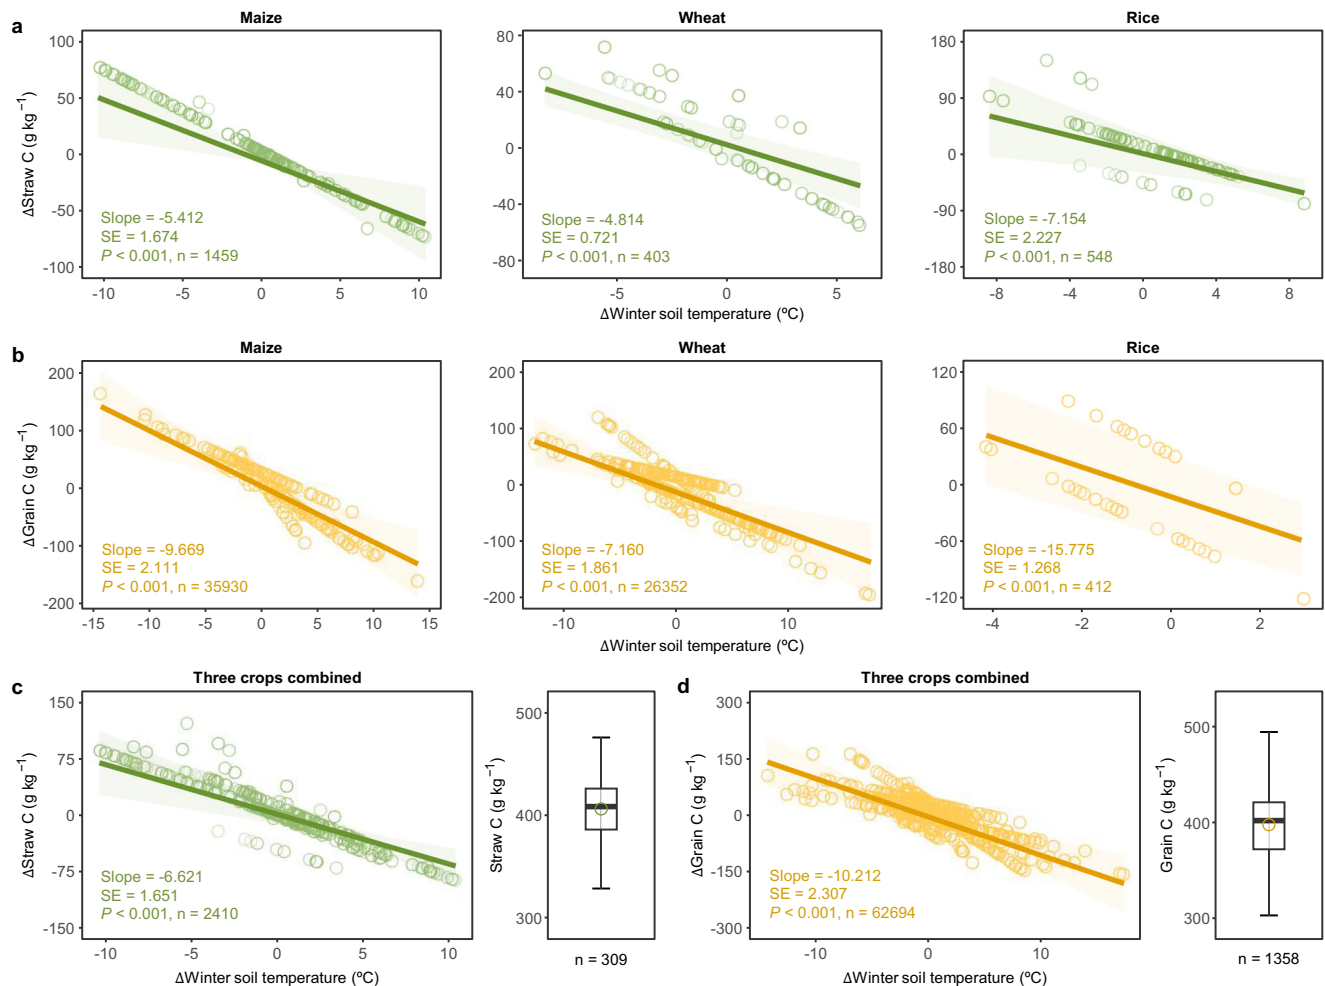 a
Maize
Wheat
Rice
ΔStraw C (g kg⁻¹)
100
50
0
-50
-100
Slope = -5.412
SE = 1.674
P < 0.001, n = 1459
-10
-5
0
5
10
80
40
0
-40
-80
Slope = -4.814
SE = 0.721
P < 0.001, n = 403
-5
0
5
ΔWinter soil temperature (ºC)
180
90
0
-90
-180
Slope = -7.154
SE = 2.227
P < 0.001, n = 548
-8
-4
0
4
8
b
Maize
Wheat
Rice
ΔGrain C (g kg⁻¹)
200
100
0
-100
-200
Slope = -9.669
SE = 2.111
P < 0.001, n = 35930
-15
-10
-5
0
5
10
15
200
100
0
-100
-200
Slope = -7.160
SE = 1.861
P < 0.001, n = 26352
-10
0
10
ΔWinter soil temperature (ºC)
120
60
0
-60
-120
Slope = -15.775
SE = 1.268
P < 0.001, n = 412
-4
-2
0
2
c
Three crops combined
ΔStraw C (g kg⁻¹)
150
75
0
-75
-150
Slope = -6.621
SE = 1.651
P < 0.001, n = 2410
-10
-5
0
5
10
ΔWinter soil temperature (ºC)
Straw C (g kg⁻¹)
500
400
300
n = 309
d
Three crops combined
ΔGrain C (g kg⁻¹)
300
150
0
-150
-300
Slope = -10.212
SE = 2.307
P < 0.001, n = 62694
-10
0
10
ΔWinter soil temperature (ºC)
Grain C (g kg⁻¹)
500
400
300
n = 1358